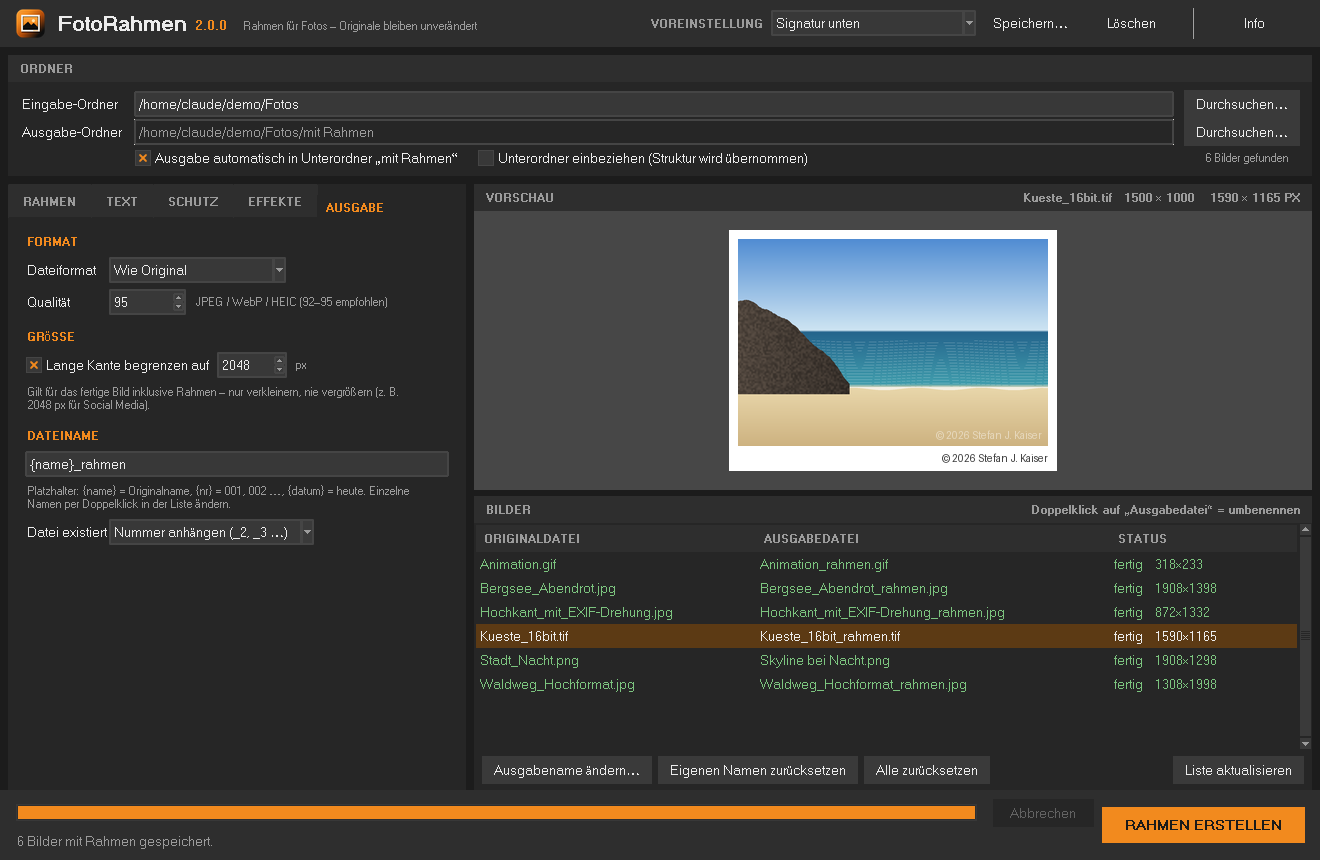 FotoRahmen 2.0.0 Rahmen für Fotos – Originale bleiben unverändert VOREINSTELLUNG Signatur unten Speichern... Löschen Info
ORDNER
Eingabe-Ordner /home/claude/demo/Fotos Durchsuchen...
Ausgabe-Ordner /home/claude/demo/Fotos/mit Rahmen Durchsuchen...
Ausgabe automatisch in Unterordner „mit Rahmen“ Unterordner einbeziehen (Struktur wird übernommen) 6 Bilder gefunden
RAHMEN TEXT SCHUTZ EFFEKTE AUSGABE
FORMAT
Dateiformat Wie Original
Qualität 95 JPEG / WebP / HEIC (92–95 empfohlen)
GRÖSSE
Lange Kante begrenzen auf 2048 px
Gilt für das fertige Bild inklusive Rahmen – nur verkleinern, nie vergrößern (z. B.
2048 px für Social Media).
DATEINAME
{name}_rahmen
Platzhalter: {name} = Originalname, {nr} = 001, 002 ..., {datum} = heute. Einzelne
Namen per Doppelklick in der Liste ändern.
Datei existiert Nummer anhängen (_2, _3 ...)
VORSCHAU Kueste_16bit.tif 1500 × 1000 1590 × 1165 PX
© 2026 Stefan J. Kaiser
© 2026 Stefan J. Kaiser
BILDER Doppelklick auf „Ausgabedatei“ = umbenennen
ORIGINALDATEI AUSGABEDATEI STATUS
Animation.gif Animation_rahmen.gif fertig 318×233
Bergsee_Abendrot.jpg Bergsee_Abendrot_rahmen.jpg fertig 1908×1398
Hochkant_mit_EXIF-Drehung.jpg Hochkant_mit_EXIF-Drehung_rahmen.jpg fertig 872×1332
Kueste_16bit.tif Kueste_16bit_rahmen.tif fertig 1590×1165
Stadt_Nacht.png Skyline bei Nacht.png fertig 1908×1298
Waldweg_Hochformat.jpg Waldweg_Hochformat_rahmen.jpg fertig 1308×1998
Ausgabename ändern... Eigenen Namen zurücksetzen Alle zurücksetzen Liste aktualisieren
Abbrechen RAHMEN ERSTELLEN
6 Bilder mit Rahmen gespeichert.